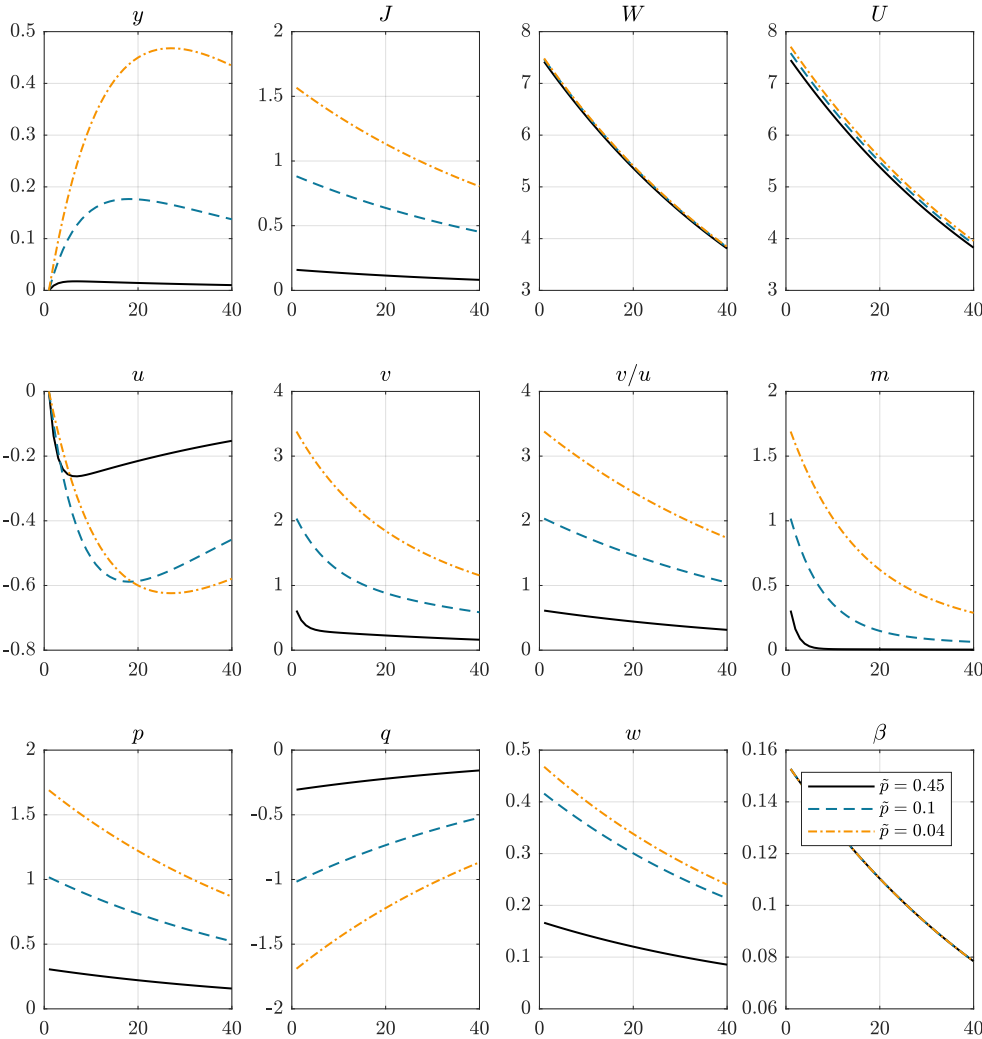 y J W U
0.5 2 8 8
0.4 1.5 7 7
0.3 6 6
0.2 1 5 5
0.1 0.5 4 4
0 0 3 3
0 20 40 0 20 40 0 20 40 0 20 40
u v v/u m
0 4 4 2
-0.2 3 3 1.5
-0.4 2 2 1
-0.6 1 1 0.5
-0.8 0 0 0
0 20 40 0 20 40 0 20 40 0 20 40
p q w β
2 0 0.5 0.16
1.5 -0.5 0.4 0.14
1 -1 0.3 0.12
0.2 0.1
0.5 -1.5 0.1 0.08
0 -2 0 0.06
0 20 40 0 20 40 0 20 40 0 20 40
p̃ = 0.45
p̃ = 0.1
p̃ = 0.04